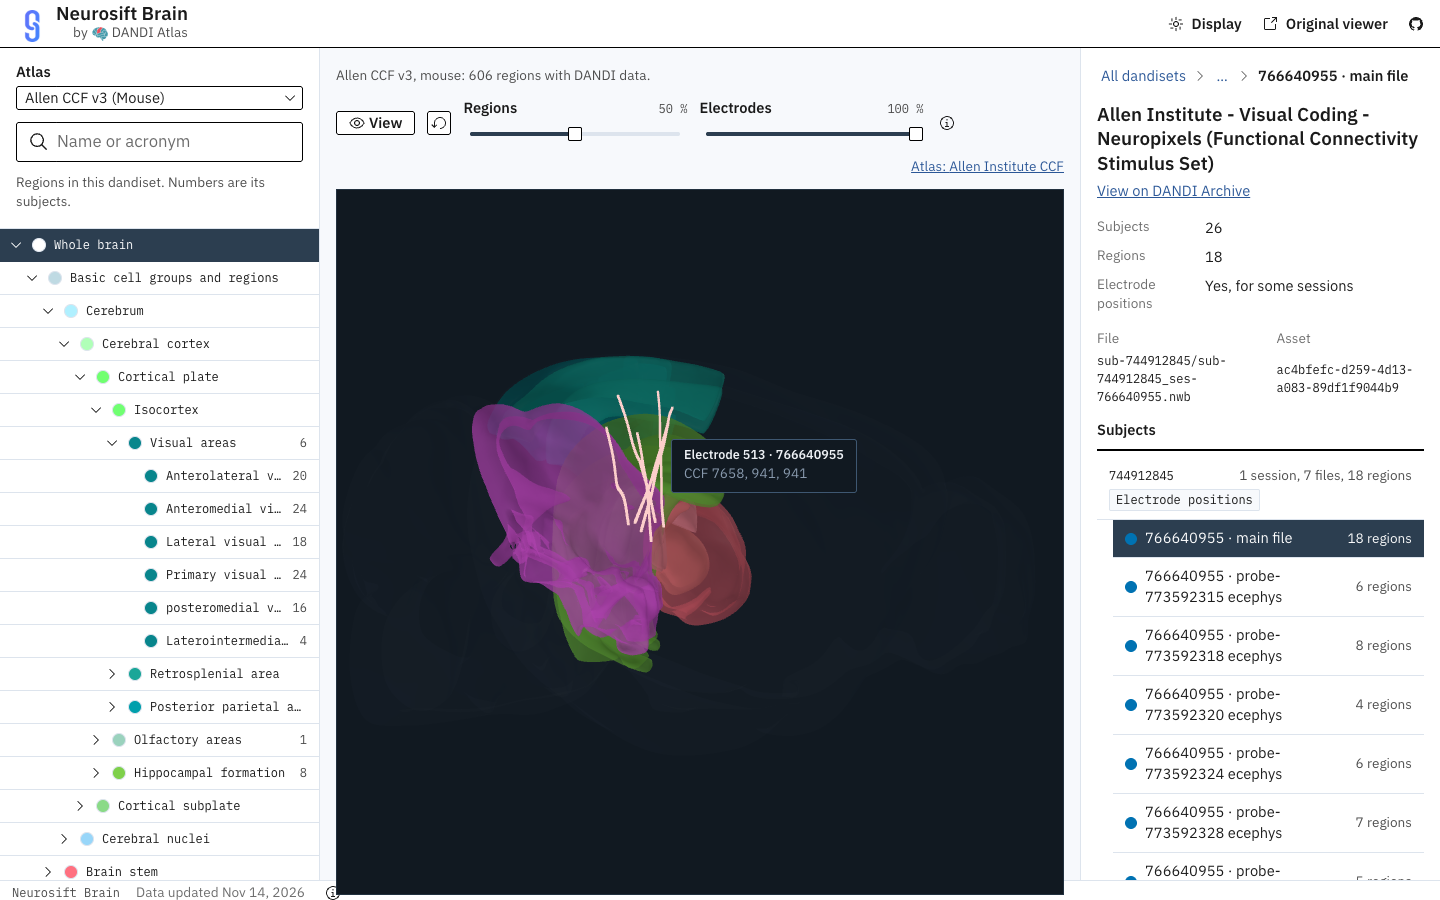 Neurosift Brain
by DANDI Atlas
Display
Original viewer
Atlas
Allen CCF v3 (Mouse)
Name or acronym
Regions in this dandiset. Numbers are its
subjects.
Whole brain
Basic cell groups and regions
Cerebrum
Cerebral cortex
Cortical plate
Isocortex
Visual areas 6
Anterolateral v… 20
Anteromedial vi… 24
Lateral visual … 18
Primary visual … 24
posteromedial v… 16
Laterointermedia… 4
Retrosplenial area
Posterior parietal a…
Olfactory areas 1
Hippocampal formation 8
Cortical subplate
Cerebral nuclei
Brain stem
Allen CCF v3, mouse: 606 regions with DANDI data.
View
Regions 50 %
Electrodes 100 %
Atlas: Allen Institute CCF
Electrode 513 · 766640955
CCF 7658, 941, 941
All dandisets … 766640955 · main file
Allen Institute - Visual Coding -
Neuropixels (Functional Connectivity
Stimulus Set)
View on DANDI Archive
Subjects 26
Regions 18
Electrode
positions
Yes, for some sessions
File
sub-744912845/sub-
744912845_ses-
766640955.nwb
Asset
ac4bfefc-d259-4d13-
a083-89df1f9044b9
Subjects
744912845 1 session, 7 files, 18 regions
Electrode positions
766640955 · main file 18 regions
766640955 · probe-
773592315 ecephys
6 regions
766640955 · probe-
773592318 ecephys
8 regions
766640955 · probe-
773592320 ecephys
4 regions
766640955 · probe-
773592324 ecephys
6 regions
766640955 · probe-
773592328 ecephys
7 regions
766640955 · probe-
5 regions
Neurosift Brain Data updated Nov 14, 2026